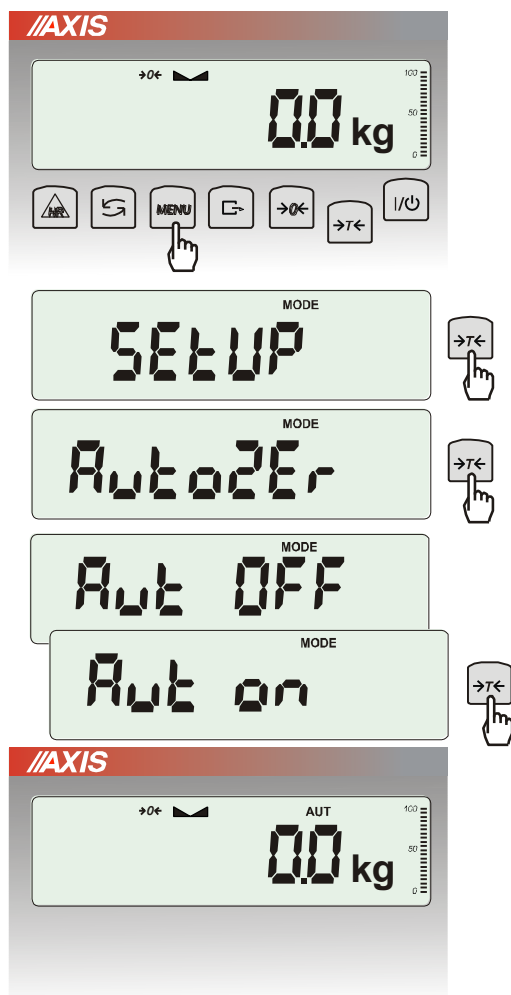 //AXIS
→0← 100
50
0.0 kg
0
HR MENU →0← →T← I/⏻
MODE
SEtUP →T←
MODE
AutoZEr →T←
MODE
Aut OFF
MODE
Aut on →T←
//AXIS
→0← AUT 100
50
0.0 kg
0